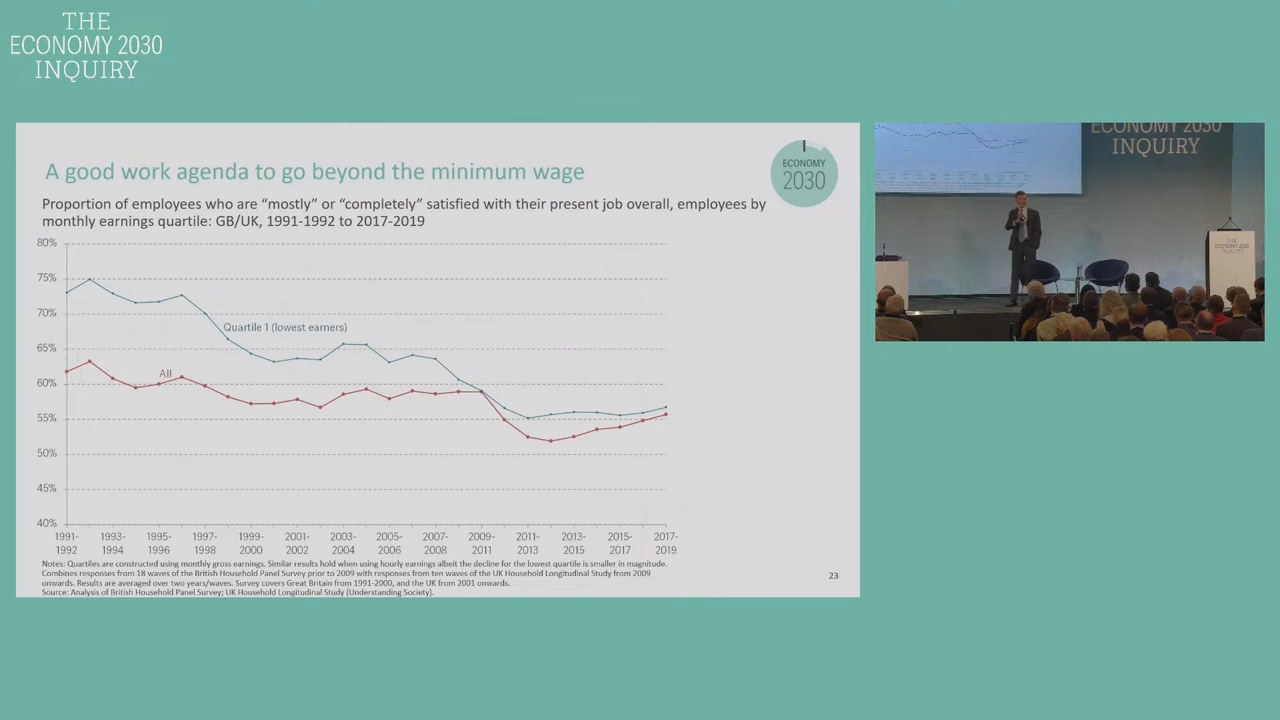 THE
ECONOMY 2030
INQUIRY
A good work agenda to go beyond the minimum wage
ECONOMY
2030
Proportion of employees who are “mostly” or “completely” satisfied with their present job overall, employees by
monthly earnings quartile: GB/UK, 1991-1992 to 2017-2019
80%
75%
70%
65%
60%
55%
50%
45%
40%
Quartile 1 (lowest earners)
All
1991-
1992
1993-
1994
1995-
1996
1997-
1998
1999-
2000
2001-
2002
2003-
2004
2005-
2006
2007-
2008
2009-
2011
2011-
2013
2013-
2015
2015-
2017
2017-
2019
Notes: Quartiles are constructed using monthly gross earnings. Similar results hold when using hourly earnings albeit the decline for the lowest quartile is smaller in magnitude.
Combines responses from 18 waves of the British Household Panel Survey prior to 2009 with responses from ten waves of the UK Household Longitudinal Study from 2009
onwards. Results are averaged over two years/waves. Survey covers Great Britain from 1991-2000, and the UK from 2001 onwards.
Source: Analysis of British Household Panel Survey; UK Household Longitudinal Study (Understanding Society).
23
ECONOMY 2030
INQUIRY
THE
ECONOMY 2030
INQUIRY